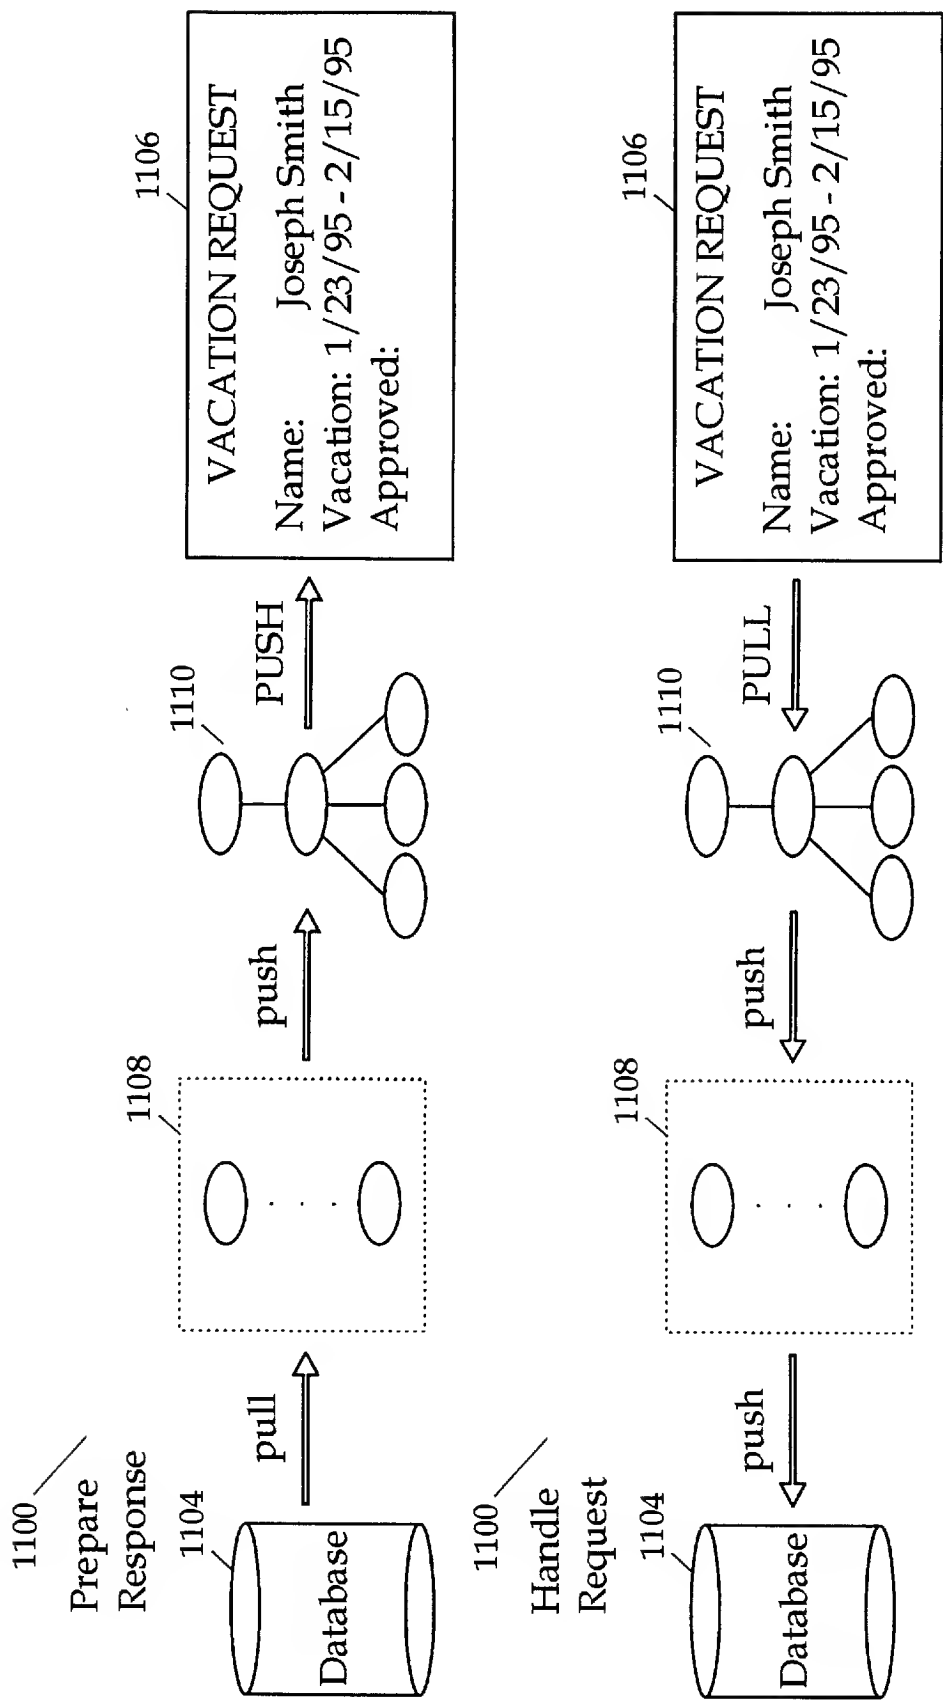 1100
Prepare
Response
1104
Database
pull
1108
push
1110
PUSH
1106
VACATION REQUEST
Name: Joseph Smith
Vacation: 1/23/95 - 2/15/95
Approved:
1100
Handle
Request
1104
Database
push
1108
push
1110
PULL
1106
VACATION REQUEST
Name: Joseph Smith
Vacation: 1/23/95 - 2/15/95
Approved: